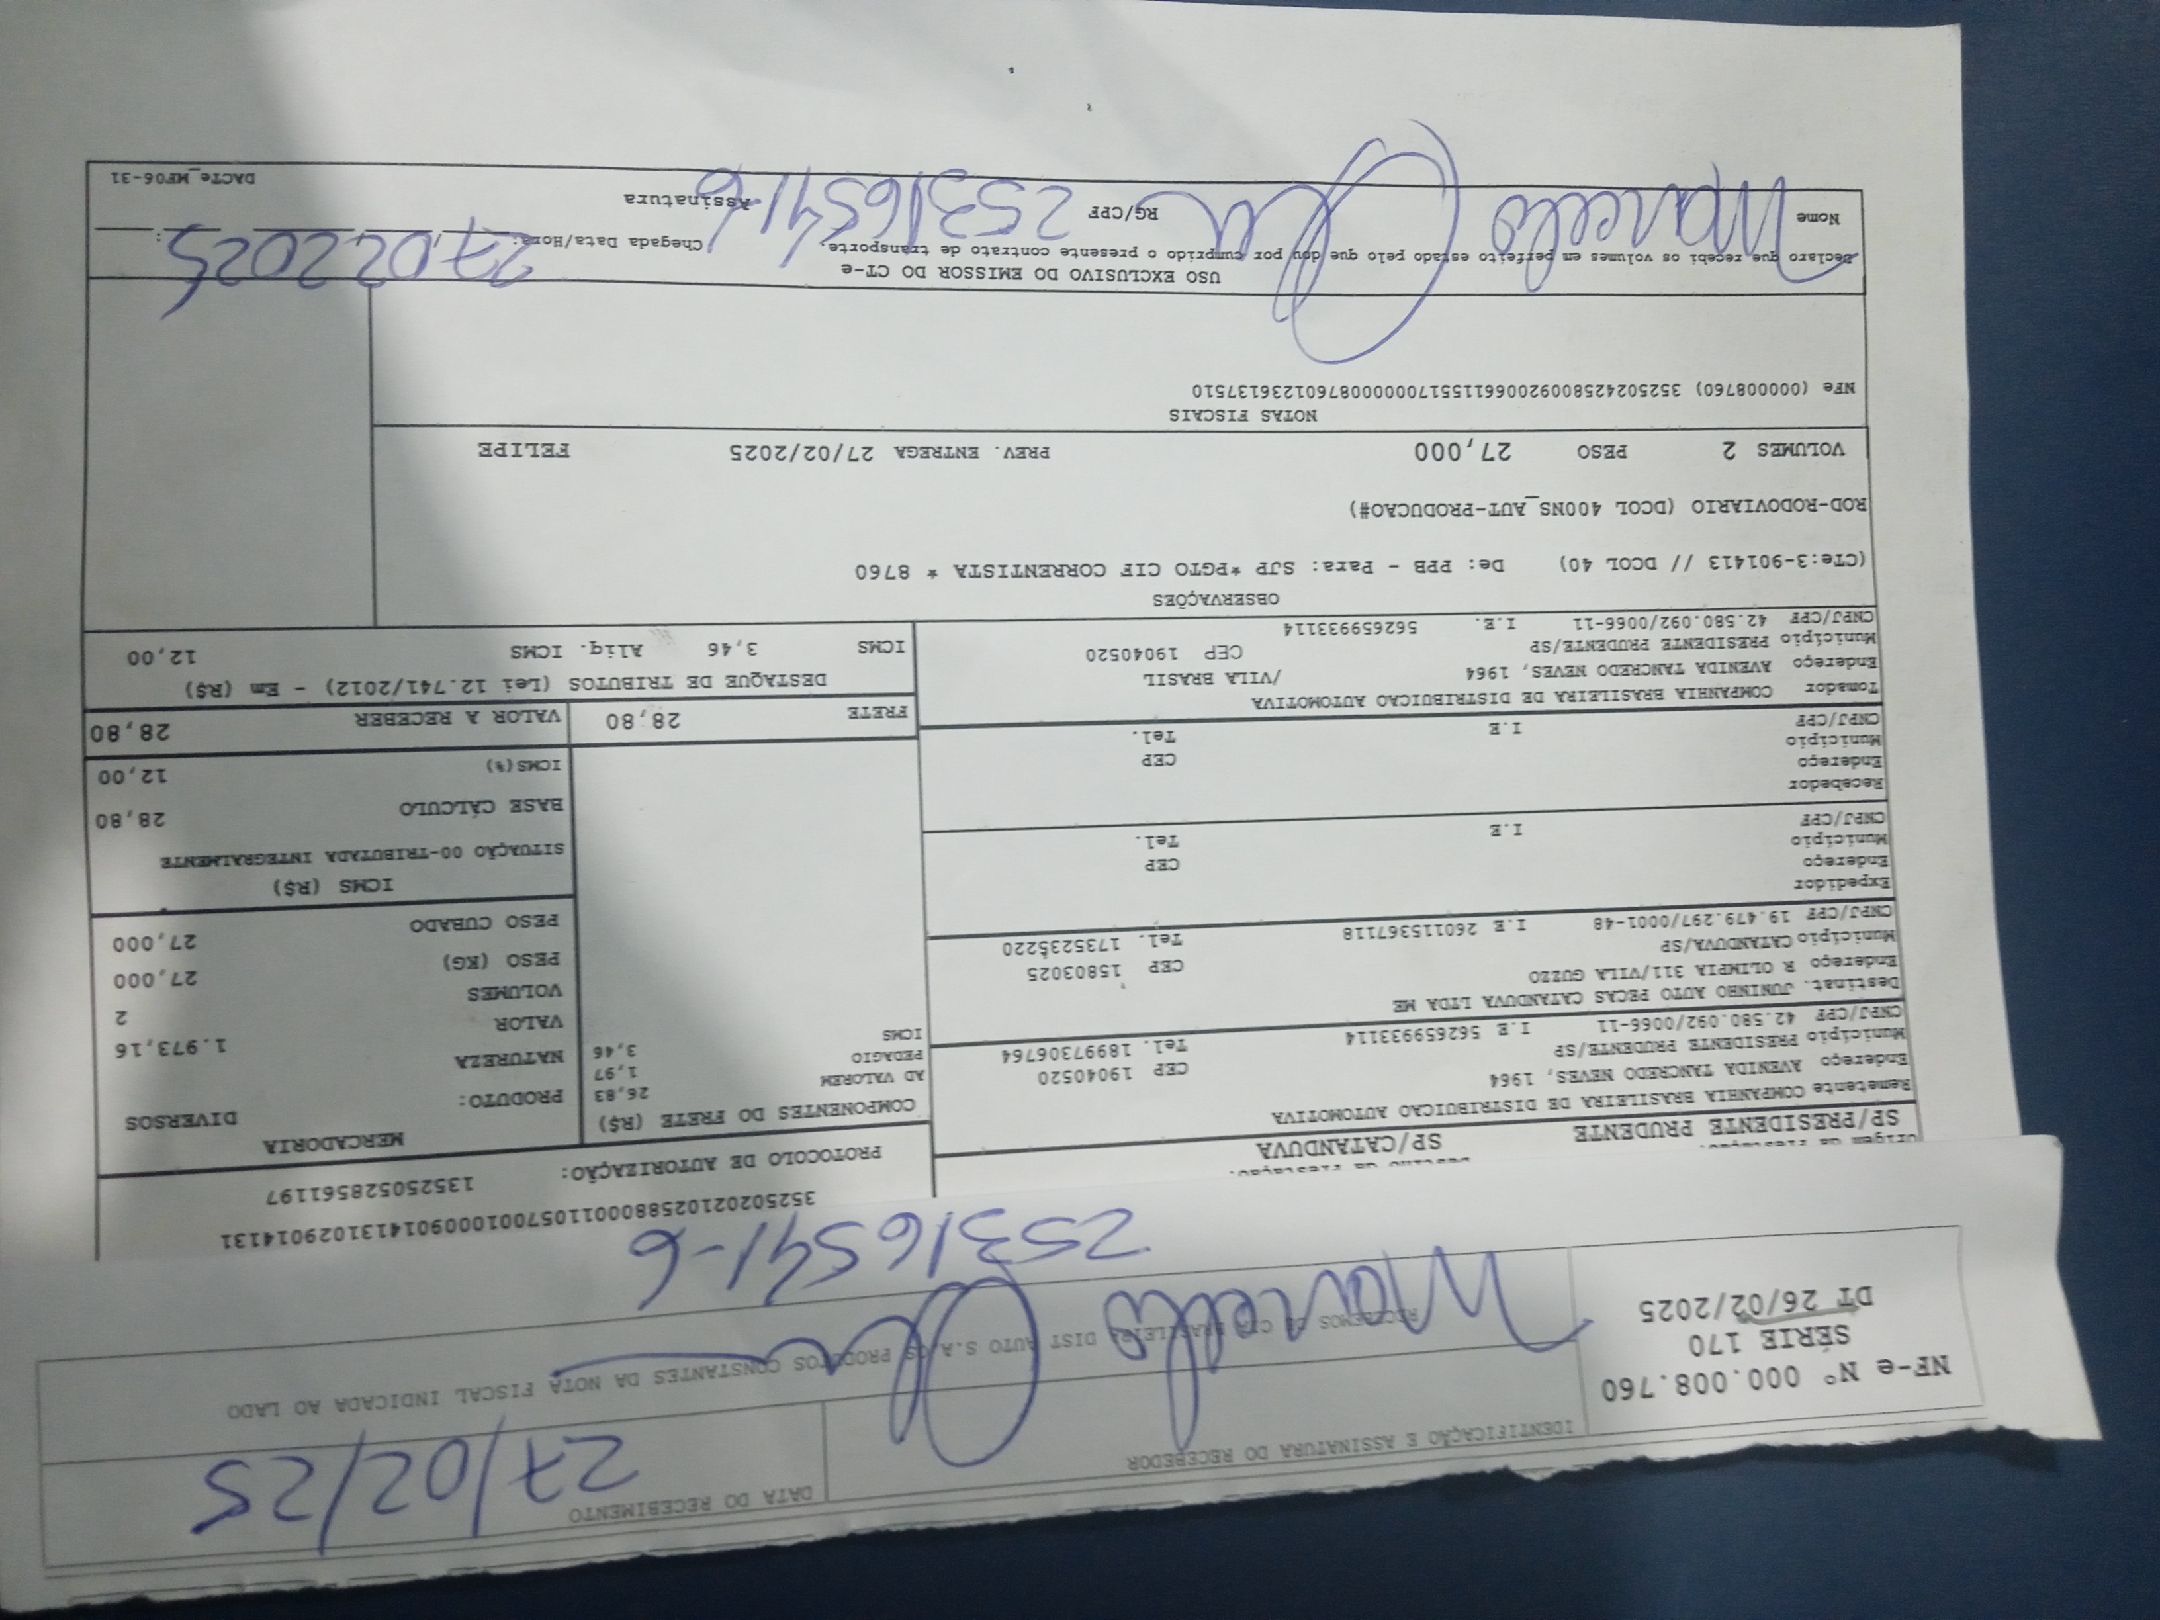 DATA DO RECEBIMENTO
27/02/25
IDENTIFICAÇÃO E ASSINATURA DO RECEBEDOR
NF-e Nº 000.008.760
SÉRIE 170
DT 26/02/2025
RECEBEMOS DE CIA BRASILEIRA DIST AUTO S.A. OS PRODUTOS CONSTANTES DA NOTA FISCAL INDICADA AO LADO
Marcelo
25316541-6
35250202102588000110570010009014131029014131
PROTOCOLO DE AUTORIZAÇÃO: 135250528561197
Origem da Prestação: Destino da Prestação:
SP/PRESIDENTE PRUDENTE SP/CATANDUVA
Remetente COMPANHIA BRASILEIRA DE DISTRIBUICAO AUTOMOTIVA
Endereço AVENIDA TANCREDO NEVES, 1964 CEP 19040520
Município PRESIDENTE PRUDENTE/SP Tel. 18997306764
CNPJ/CPF 42.580.092/0066-11 I.E 562659933114
Destinat. JUNINHO AUTO PECAS CATANDUVA LTDA ME
Endereço R OLIMPIA 311/VILA GUZZO CEP 15803025
Município CATANDUVA/SP Tel. 1735235220
CNPJ/CPF 19.479.297/0001-48 I.E 260115367118
Expedidor
Endereço CEP
Município Tel.
CNPJ/CPF I.E
Recebedor
Endereço CEP
Município Tel.
CNPJ/CPF I.E
Tomador COMPANHIA BRASILEIRA DE DISTRIBUICAO AUTOMOTIVA
Endereço AVENIDA TANCREDO NEVES, 1964 /VILA BRASIL
Município PRESIDENTE PRUDENTE/SP CEP 19040520
CNPJ/CPF 42.580.092/0066-11 I.E. 562659933114
COMPONENTES DO FRETE (R$)
AD VALOREM 26,83
PEDAGIO 1,97
ICMS 3,46
MERCADORIA
PRODUTO: DIVERSOS
NATUREZA
VALOR 1.973,16
VOLUMES 2
PESO (KG) 27,000
PESO CUBADO 27,000
ICMS (R$)
SITUAÇÃO 00-TRIBUTADA INTEGRALMENTE
BASE CÁLCULO 28,80
ICMS(%) 12,00
FRETE 28,80 VALOR A RECEBER 28,80
DESTAQUE DE TRIBUTOS (Lei 12.741/2012) - Em (R$)
ICMS 3,46 Aliq. ICMS 12,00
OBSERVAÇÕES
(CTe:3-901413 // DCOL 40) De: PPB - Para: SJP *PGTO CIF CORRENTISTA * 8760
ROD-RODOVIARIO (DCOL 400NS_AUT-PRODUCAO#)
VOLUMES 2 PESO 27,000 PREV. ENTREGA 27/02/2025 FELIPE
NOTAS FISCAIS
NFe (000008760) 35250242580092006611551700000087601236137510
USO EXCLUSIVO DO EMISSOR DO CT-e
Declaro que recebi os volumes em perfeito estado pelo que dou por cumprido o presente contrato de transporte.
Chegada Data/Hora: 27.02.2025
Nome Marcelo RG/CPF 25316541-6 Assinatura
DACTe_MF06-31